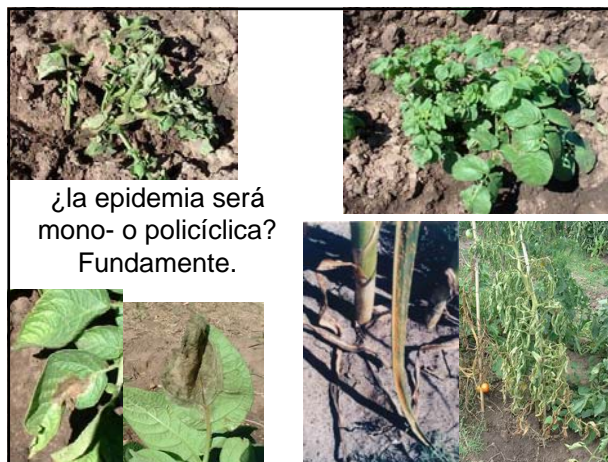 ¿la epidemia será
mono- o policíclica?
Fundamente.